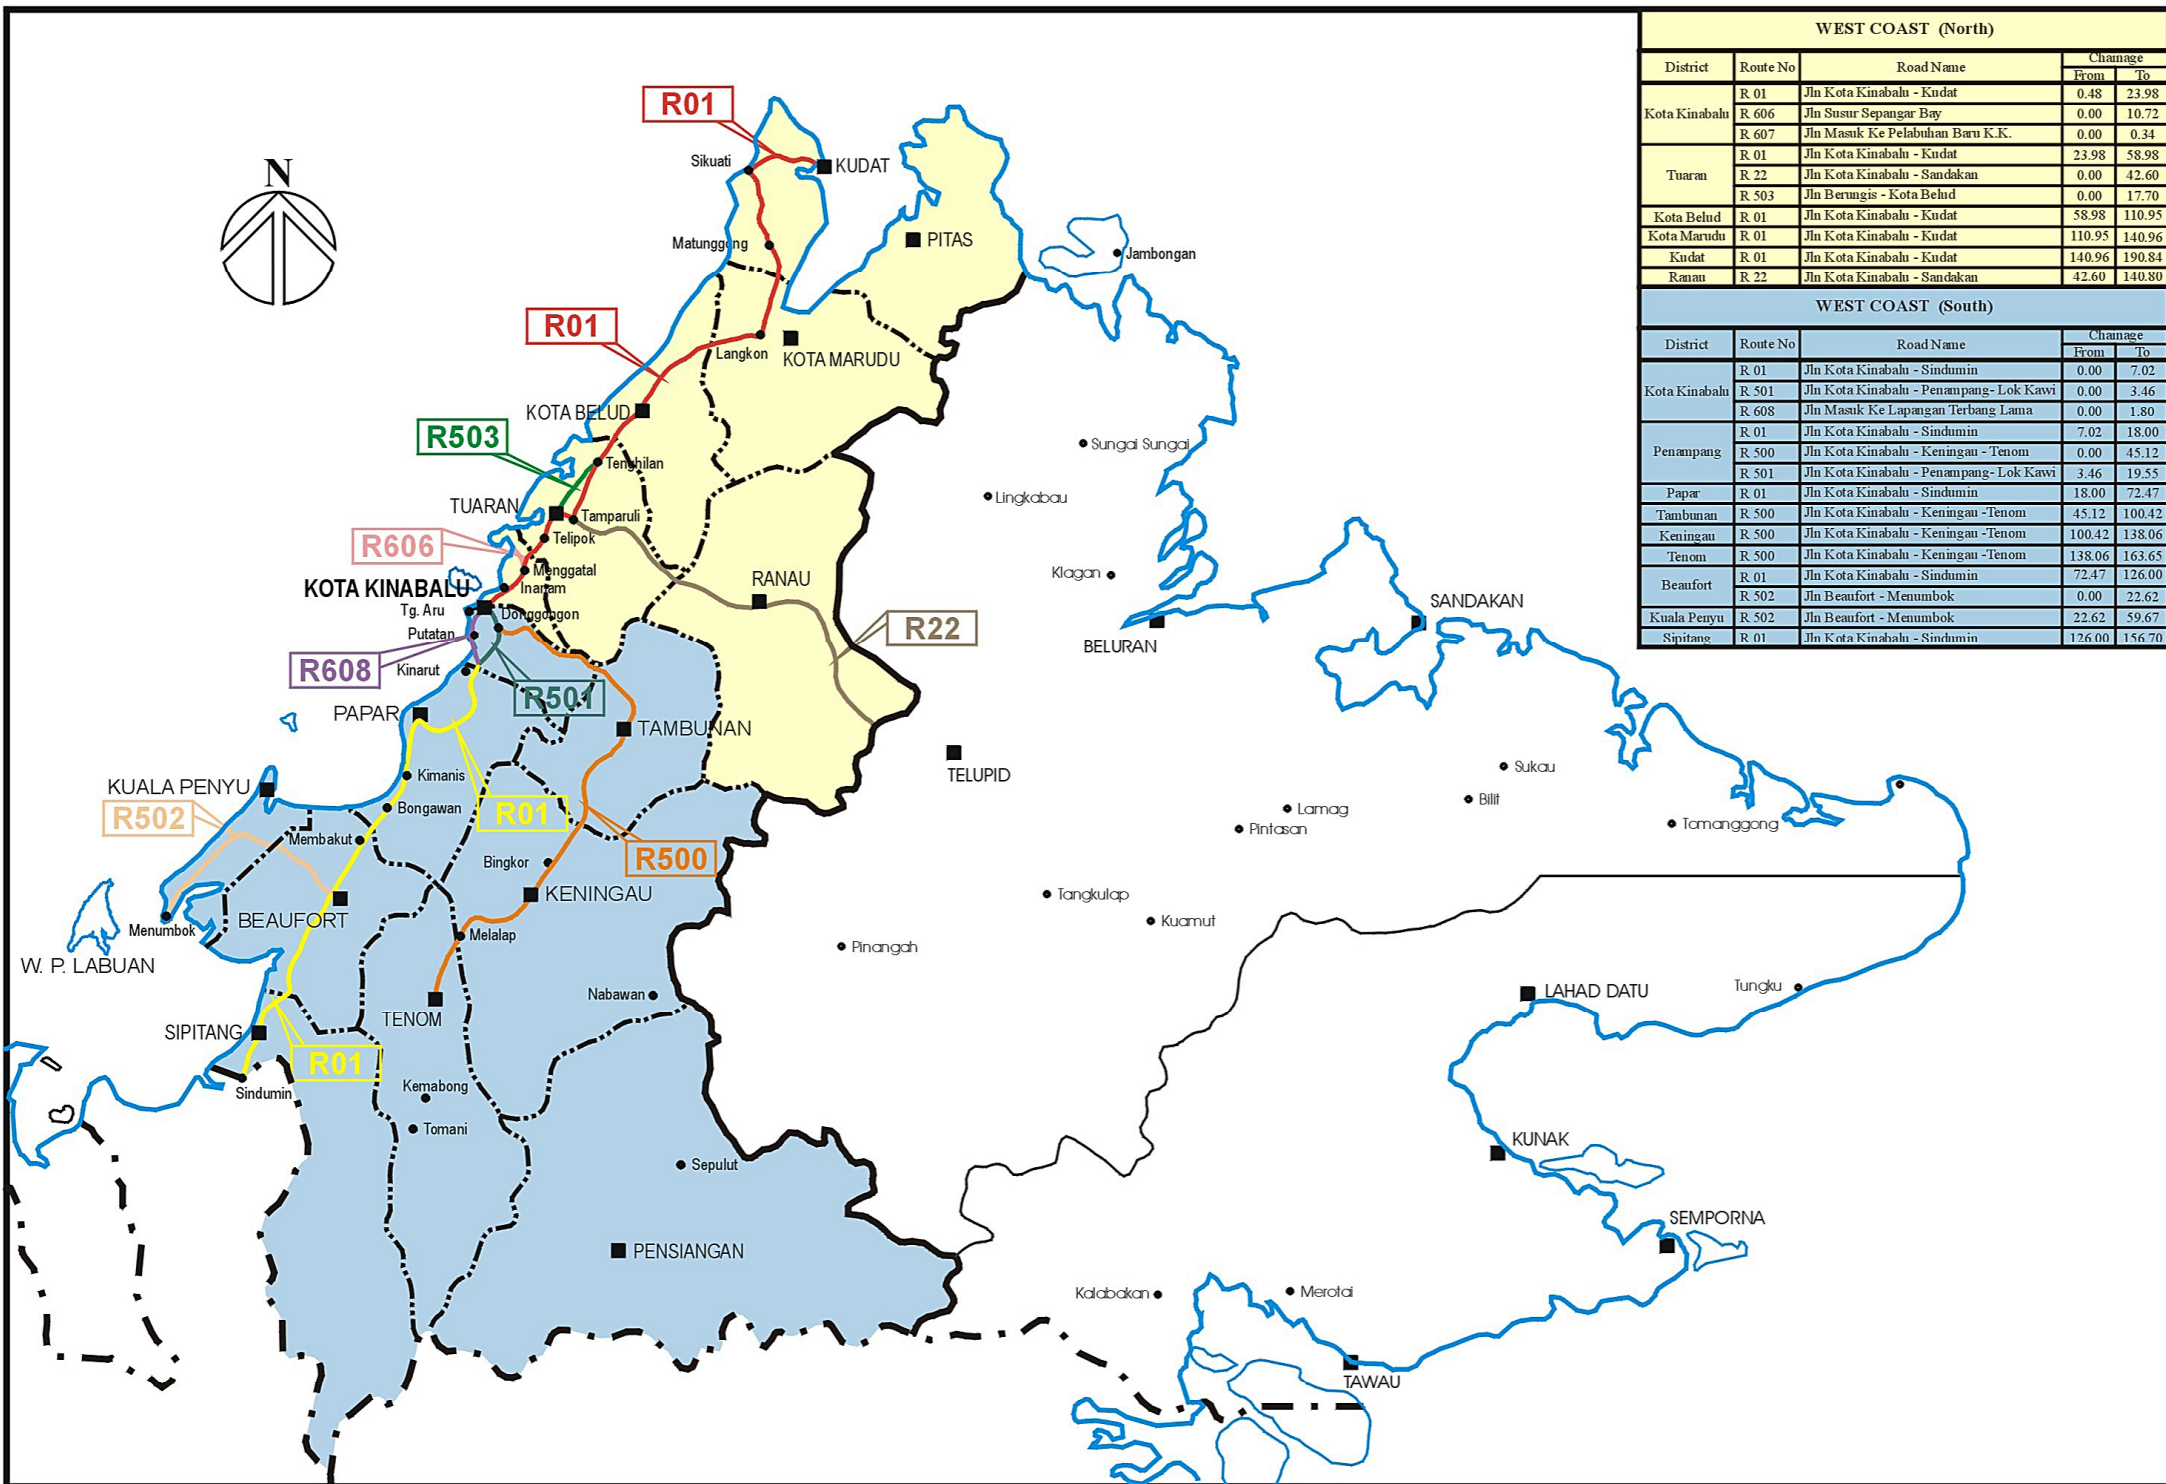 N
R01
Sikuati
KUDAT
Matunggong
PITAS
Jambongan
R01
Langkon
KOTA MARUDU
KOTA BELUD
R503
Tenghilan
Sungai Sungai
Lingkabau
TUARAN
Tamparuli
R606
Telipok
Menggatal
Klagan
RANAU
KOTA KINABALU
Inanam
Tg. Aru
Donggongon
SANDAKAN
R22
Putatan
BELURAN
R608
Kinarut
R501
PAPAR
TAMBUNAN
TELUPID
Sukau
Kimanis
KUALA PENYU
Bongawan
Bilit
R502
R01
Lamag
Pintasan
Tomanggong
Membakut
Bingkor
R500
KENINGAU
Tangkulap
Kuamut
BEAUFORT
Menumbok
Melalap
Pinangah
W. P. LABUAN
Nabawan
LAHAD DATU
Tungku
TENOM
SIPITANG
R01
Sindumin
Kemabong
Tomani
KUNAK
Sepulut
SEMPORNA
PENSIANGAN
Kalabakan
Merotai
TAWAU
WEST COAST (North)
District Route No Road Name Chainage
From To
Kota Kinabalu R 01 Jln Kota Kinabalu - Kudat 0.48 23.98
R 606 Jln Susur Sepangar Bay 0.00 10.72
R 607 Jln Masuk Ke Pelabuhan Baru K.K. 0.00 0.34
Tuaran R 01 Jln Kota Kinabalu - Kudat 23.98 58.98
R 22 Jln Kota Kinabalu - Sandakan 0.00 42.60
R 503 Jln Berungis - Kota Belud 0.00 17.70
Kota Belud R 01 Jln Kota Kinabalu - Kudat 58.98 110.95
Kota Marudu R 01 Jln Kota Kinabalu - Kudat 110.95 140.96
Kudat R 01 Jln Kota Kinabalu - Kudat 140.96 190.84
Ranau R 22 Jln Kota Kinabalu - Sandakan 42.60 140.80
WEST COAST (South)
District Route No Road Name Chainage
From To
Kota Kinabalu R 01 Jln Kota Kinabalu - Sindumin 0.00 7.02
R 501 Jln Kota Kinabalu - Penampang- Lok Kawi 0.00 3.46
R 608 Jln Masuk Ke Lapangan Terbang Lama 0.00 1.80
Penampang R 01 Jln Kota Kinabalu - Sindumin 7.02 18.00
R 500 Jln Kota Kinabalu - Keningau - Tenom 0.00 45.12
R 501 Jln Kota Kinabalu - Penampang- Lok Kawi 3.46 19.55
Papar R 01 Jln Kota Kinabalu - Sindumin 18.00 72.47
Tambunan R 500 Jln Kota Kinabalu - Keningau -Tenom 45.12 100.42
Keningau R 500 Jln Kota Kinabalu - Keningau -Tenom 100.42 138.06
Tenom R 500 Jln Kota Kinabalu - Keningau -Tenom 138.06 163.65
Beaufort R 01 Jln Kota Kinabalu - Sindumin 72.47 126.00
R 502 Jln Beaufort - Menumbok 0.00 22.62
Kuala Penyu R 502 Jln Beaufort - Menumbok 22.62 59.67
Sipitang R 01 Jln Kota Kinabalu - Sindumin 126.00 156.70